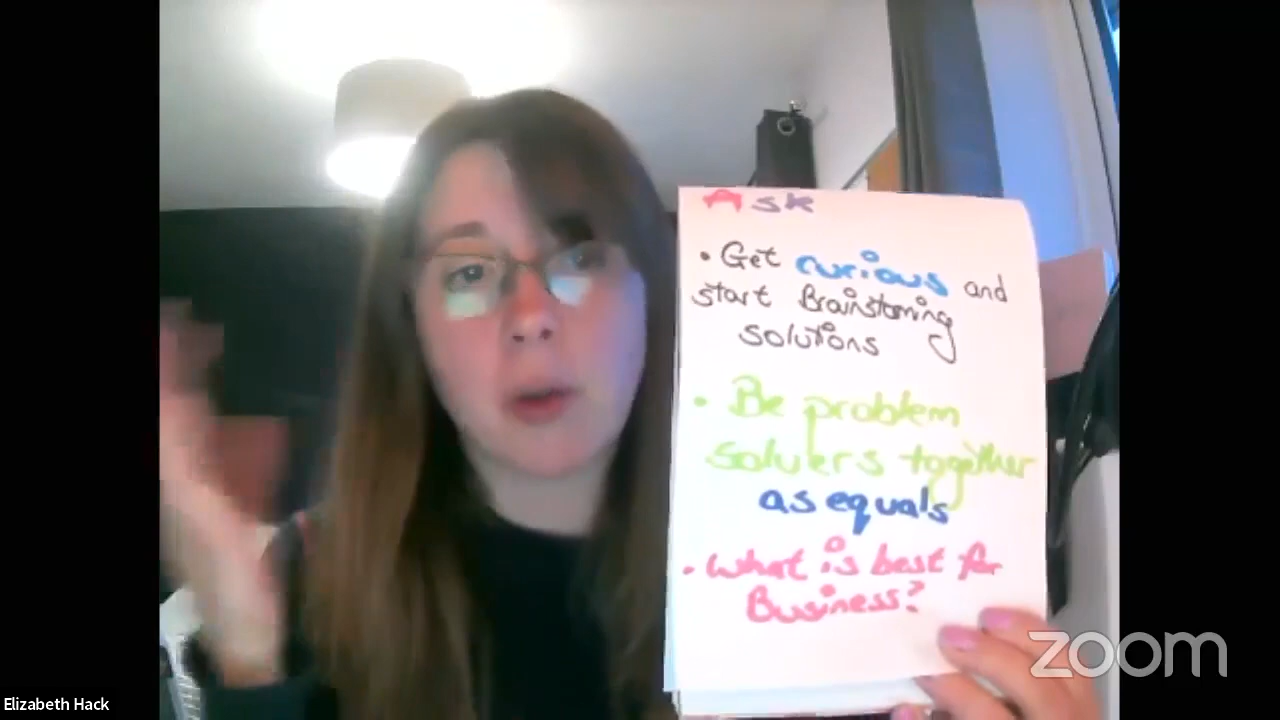 Ask
• Get curious and
start Brainstorming
solutions
• Be problem
solvers together
as equals
• What is best for
Business?
zoom
Elizabeth Hack